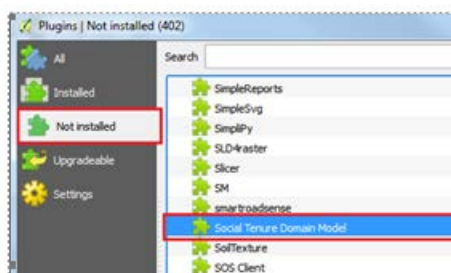 Plugins | Not installed (402)
All
Installed
Not installed
Upgradeable
Settings
Search
SimpleReports
SimpleSvg
SimpliPy
SLD4raster
Slicer
SM
smartroadsense
Social Tenure Domain Model
SoilTexture
SOS Client